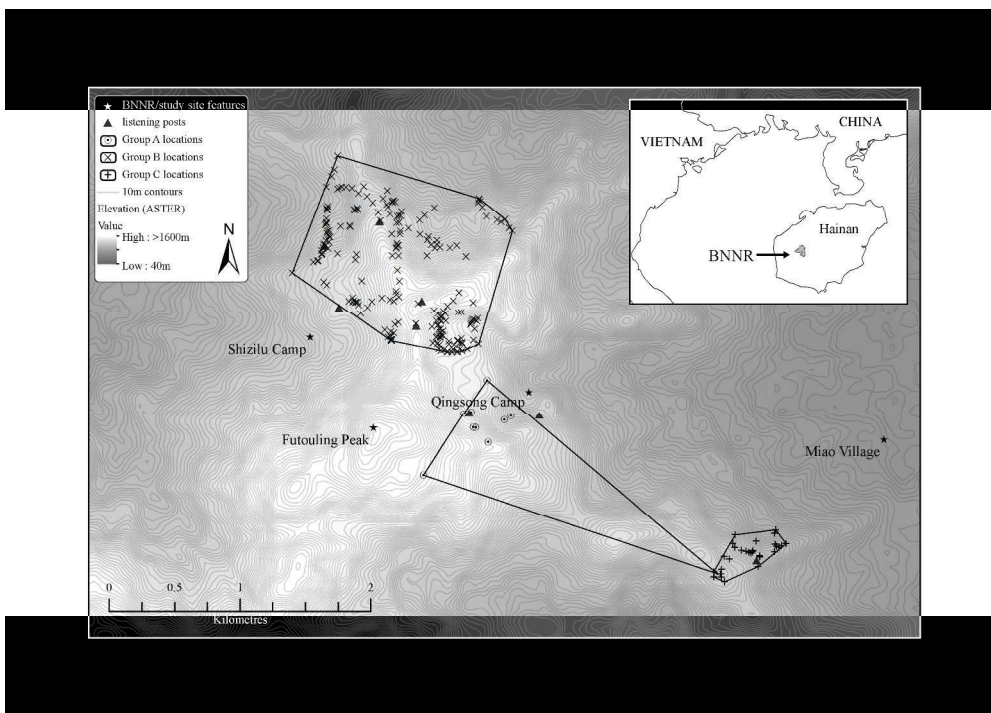 BNNR/study site features
listening posts
Group A locations
Group B locations
Group C locations
10m contours
Elevation (ASTER)
Value
High : >1600m
Low : 40m
N
VIETNAM
CHINA
Hainan
BNNR
Shizilu Camp
Qingsong Camp
Futouling Peak
Miao Village
0 0.5 1 2
Kilometres